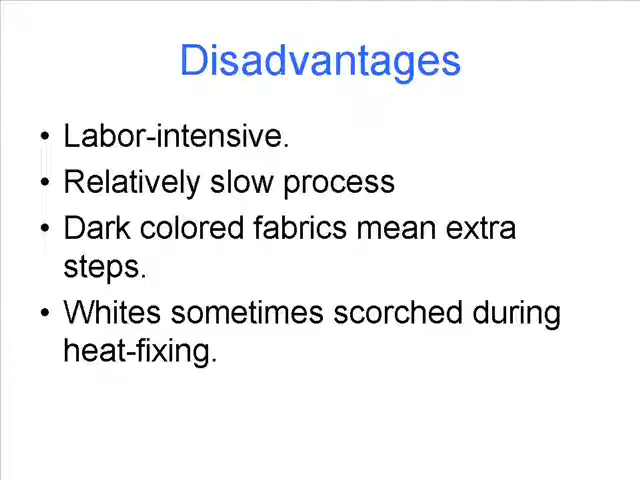 Disadvantages
• Labor-intensive.
• Relatively slow process
• Dark colored fabrics mean extra
steps.
• Whites sometimes scorched during
heat-fixing.